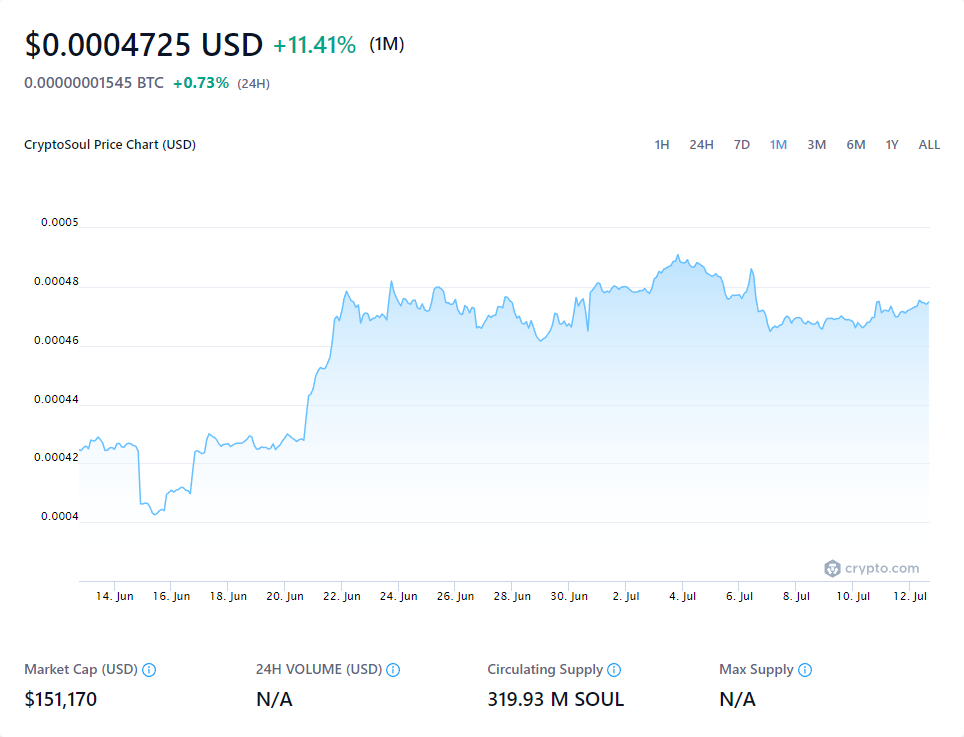 $0.0004725 USD +11.41% (1M)
0.00000001545 BTC +0.73% (24H)
CryptoSoul Price Chart (USD) 1H 24H 7D 1M 3M 6M 1Y ALL
0.0005
0.00048
0.00046
0.00044
0.00042
0.0004
crypto.com
14. Jun 16. Jun 18. Jun 20. Jun 22. Jun 24. Jun 26. Jun 28. Jun 30. Jun 2. Jul 4. Jul 6. Jul 8. Jul 10. Jul 12. Jul
Market Cap (USD) 24H VOLUME (USD) Circulating Supply Max Supply
$151,170 N/A 319.93 M SOUL N/A